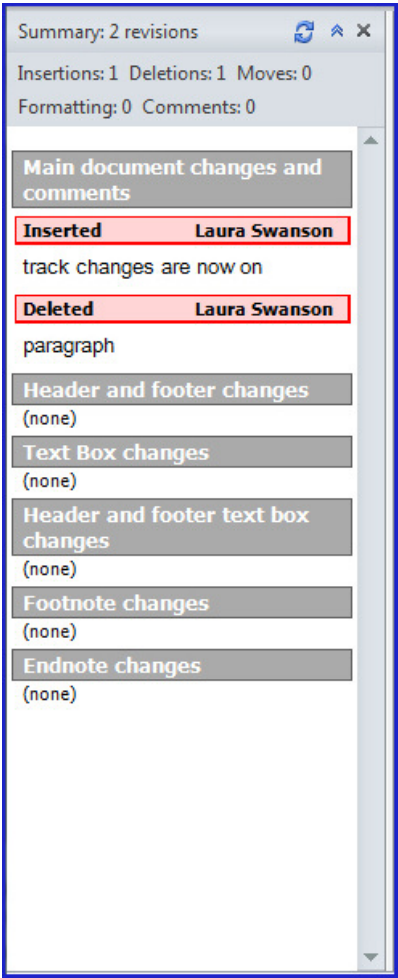 Summary: 2 revisions
Insertions: 1 Deletions: 1 Moves: 0
Formatting: 0 Comments: 0
Main document changes and
comments
Inserted Laura Swanson
track changes are now on
Deleted Laura Swanson
paragraph
Header and footer changes
(none)
Text Box changes
(none)
Header and footer text box
changes
(none)
Footnote changes
(none)
Endnote changes
(none)